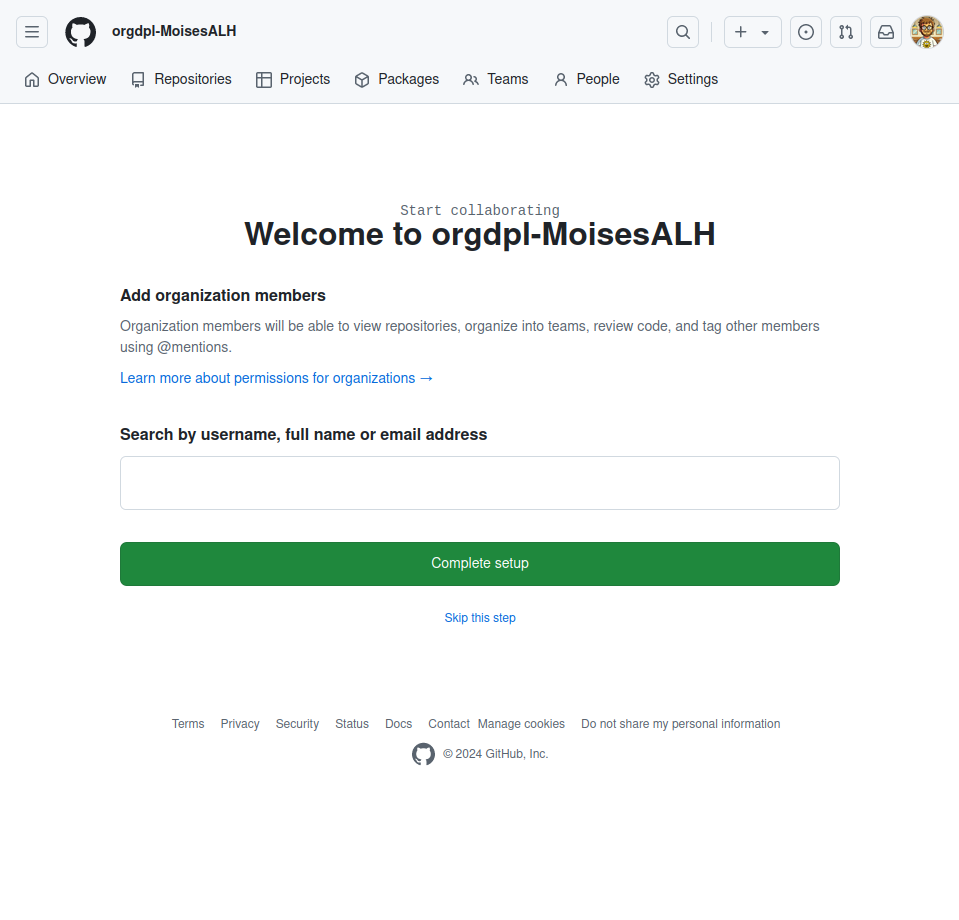 orgdpl-MoisesALH
Overview Repositories Projects Packages Teams People Settings
Start collaborating
Welcome to orgdpl-MoisesALH
Add organization members
Organization members will be able to view repositories, organize into teams, review code, and tag other members
using @mentions.
Learn more about permissions for organizations →
Search by username, full name or email address
Complete setup
Skip this step
Terms Privacy Security Status Docs Contact Manage cookies Do not share my personal information
© 2024 GitHub, Inc.